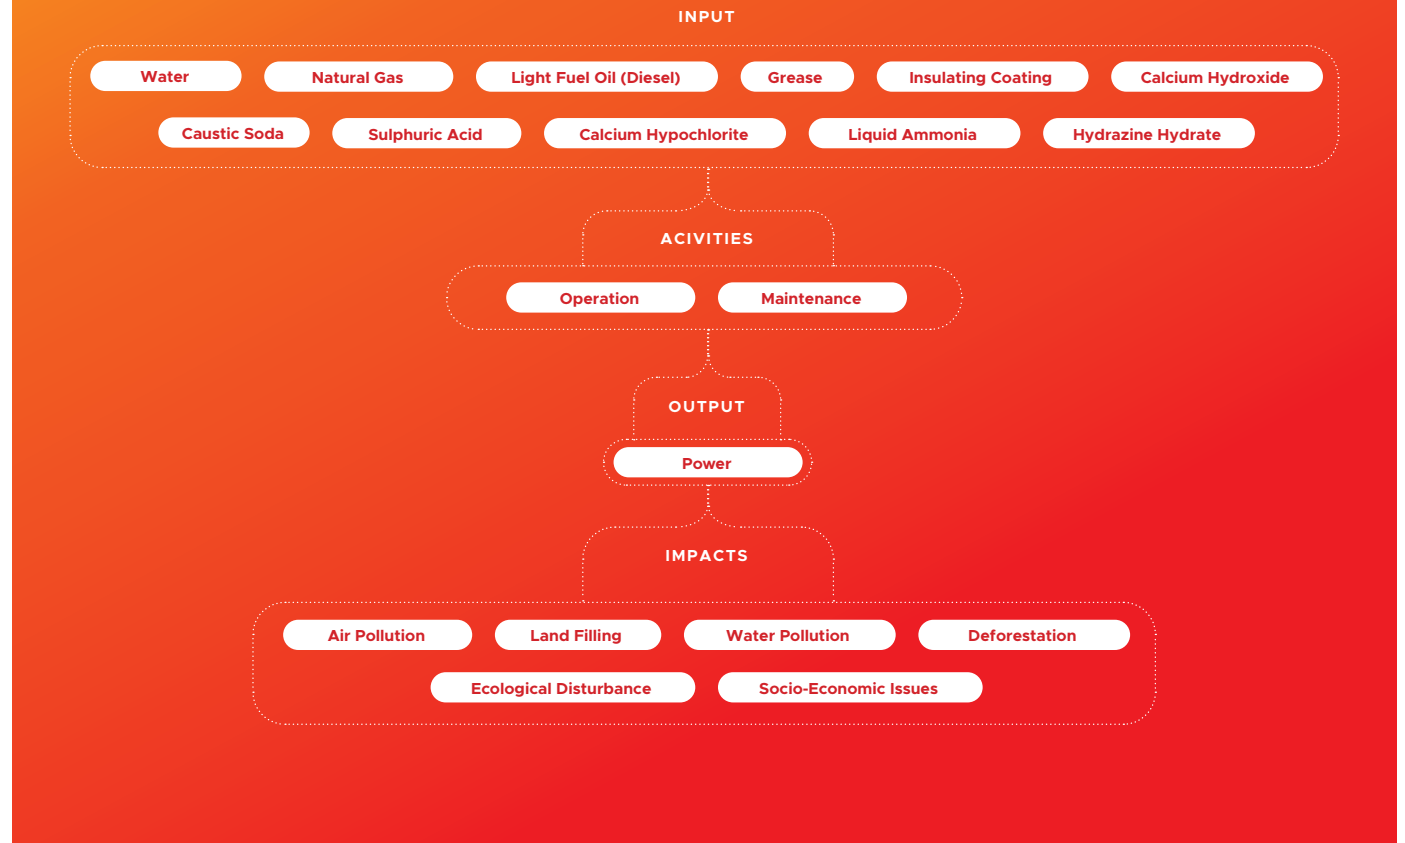 INPUT
Water Natural Gas Light Fuel Oil (Diesel) Grease Insulating Coating Calcium Hydroxide
Caustic Soda Sulphuric Acid Calcium Hypochlorite Liquid Ammonia Hydrazine Hydrate
ACIVITIES
Operation Maintenance
OUTPUT
Power
IMPACTS
Air Pollution Land Filling Water Pollution Deforestation
Ecological Disturbance Socio-Economic Issues